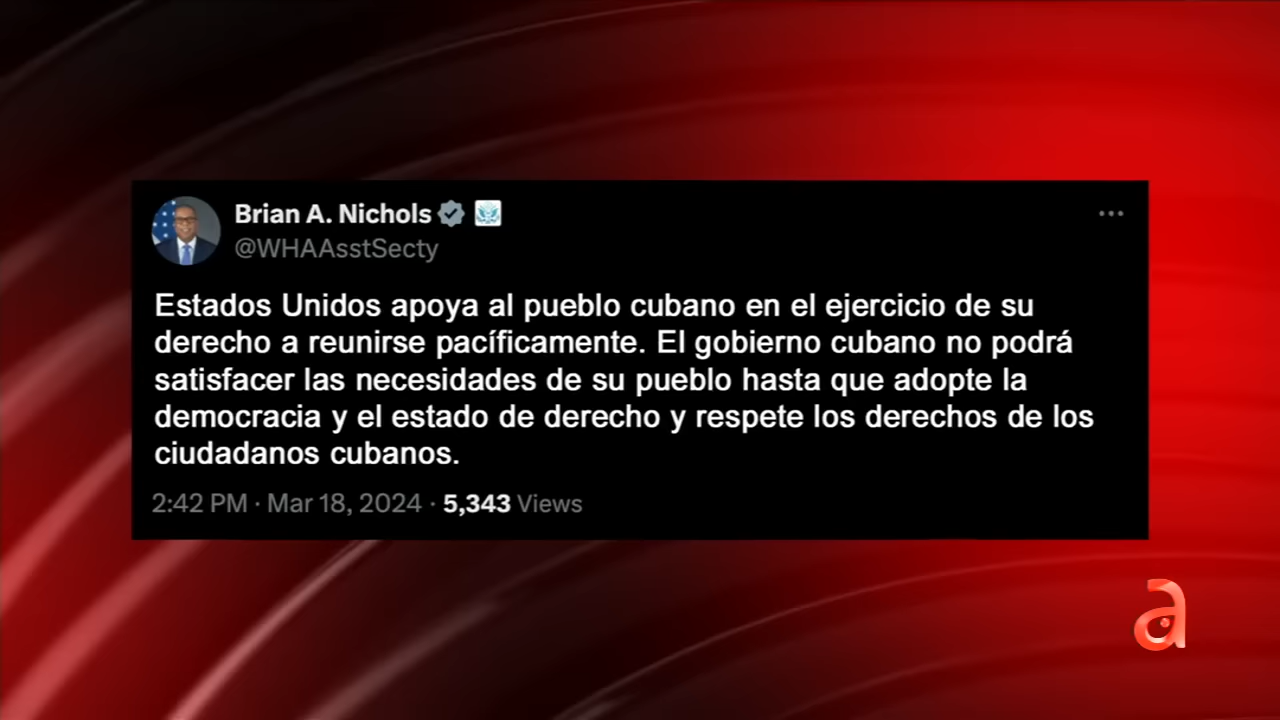 Brian A. Nichols
@WHAAsstSecty
Estados Unidos apoya al pueblo cubano en el ejercicio de su
derecho a reunirse pacíficamente. El gobierno cubano no podrá
satisfacer las necesidades de su pueblo hasta que adopte la
democracia y el estado de derecho y respete los derechos de los
ciudadanos cubanos.
2:42 PM · Mar 18, 2024 · 5,343 Views
a